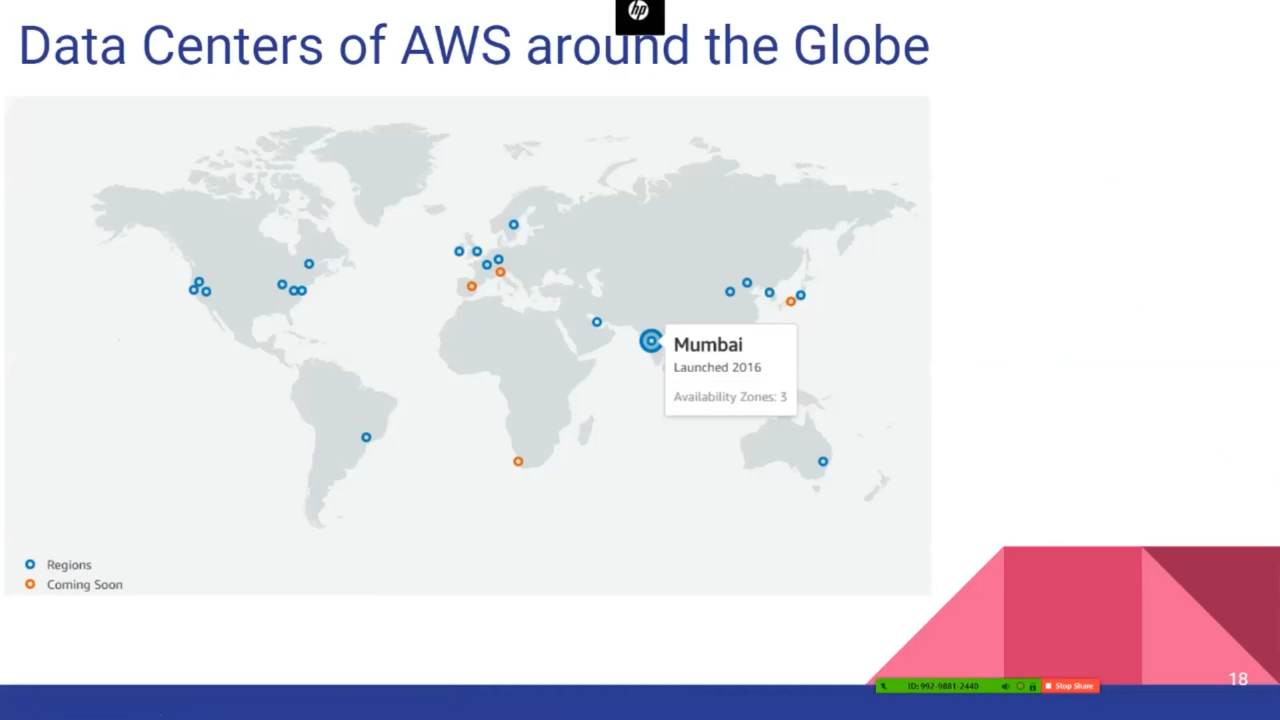 hp
Data Centers of AWS around the Globe
Mumbai
Launched 2016
Availability Zones: 3
Regions
Coming Soon
18
ID: 992-9881-2440
Stop Share